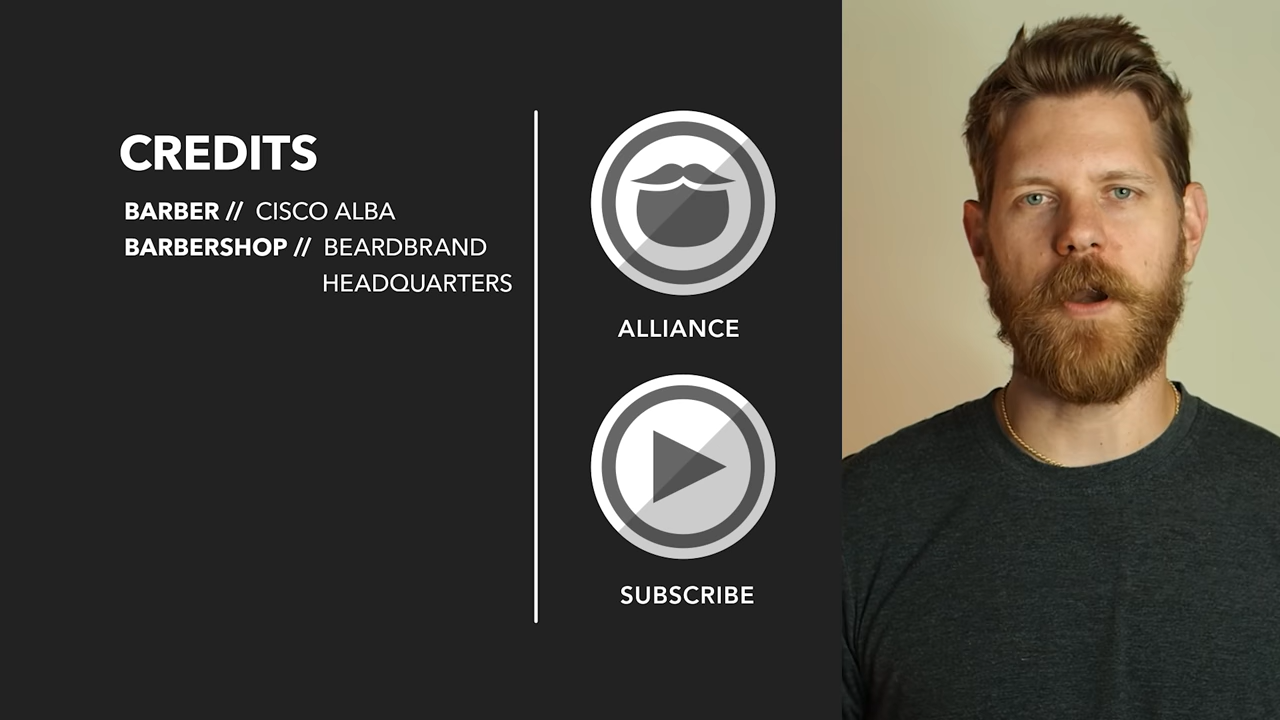 CREDITS
BARBER // CISCO ALBA
BARBERSHOP // BEARDBRAND
HEADQUARTERS
ALLIANCE
SUBSCRIBE